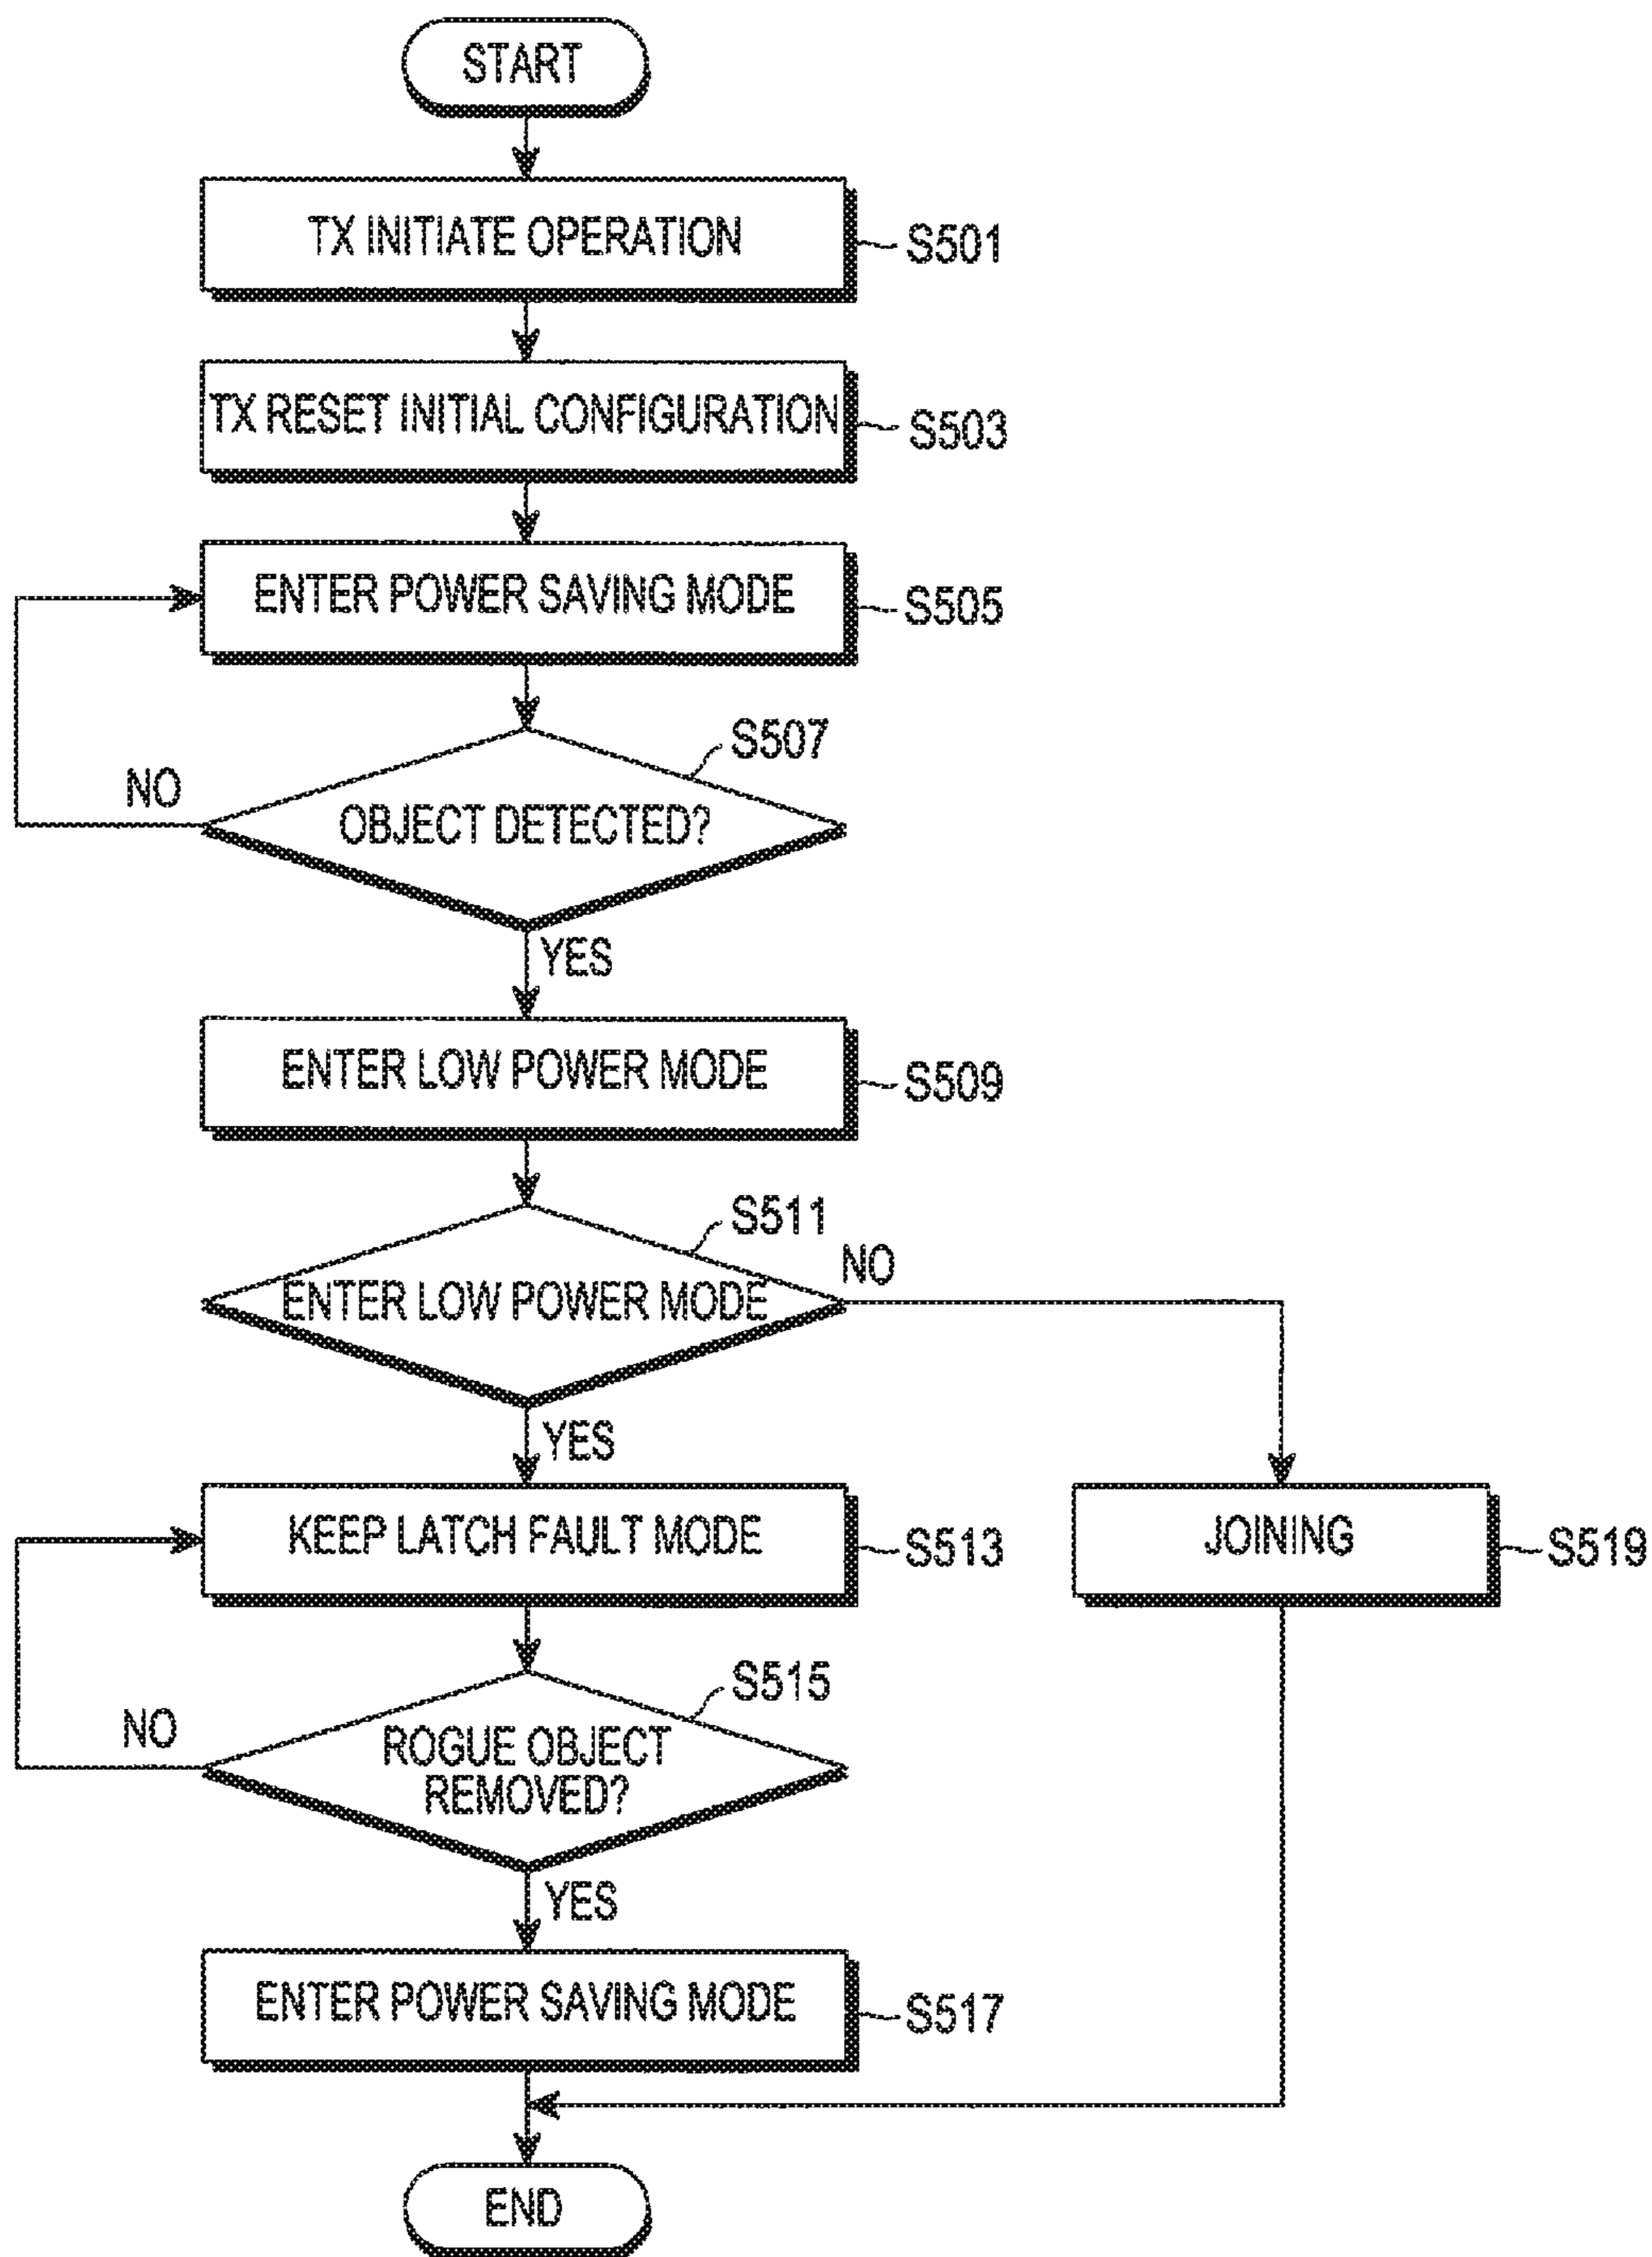 START
TX INITIATE OPERATION
S501
TX RESET INITIAL CONFIGURATION
S503
ENTER POWER SAVING MODE
S505
S507
NO
OBJECT DETECTED?
YES
ENTER LOW POWER MODE
S509
S511
NO
ENTER LOW POWER MODE
YES
KEEP LATCH FAULT MODE
S513
JOINING
S519
S515
NO
ROGUE OBJECT
REMOVED?
YES
ENTER POWER SAVING MODE
S517
END